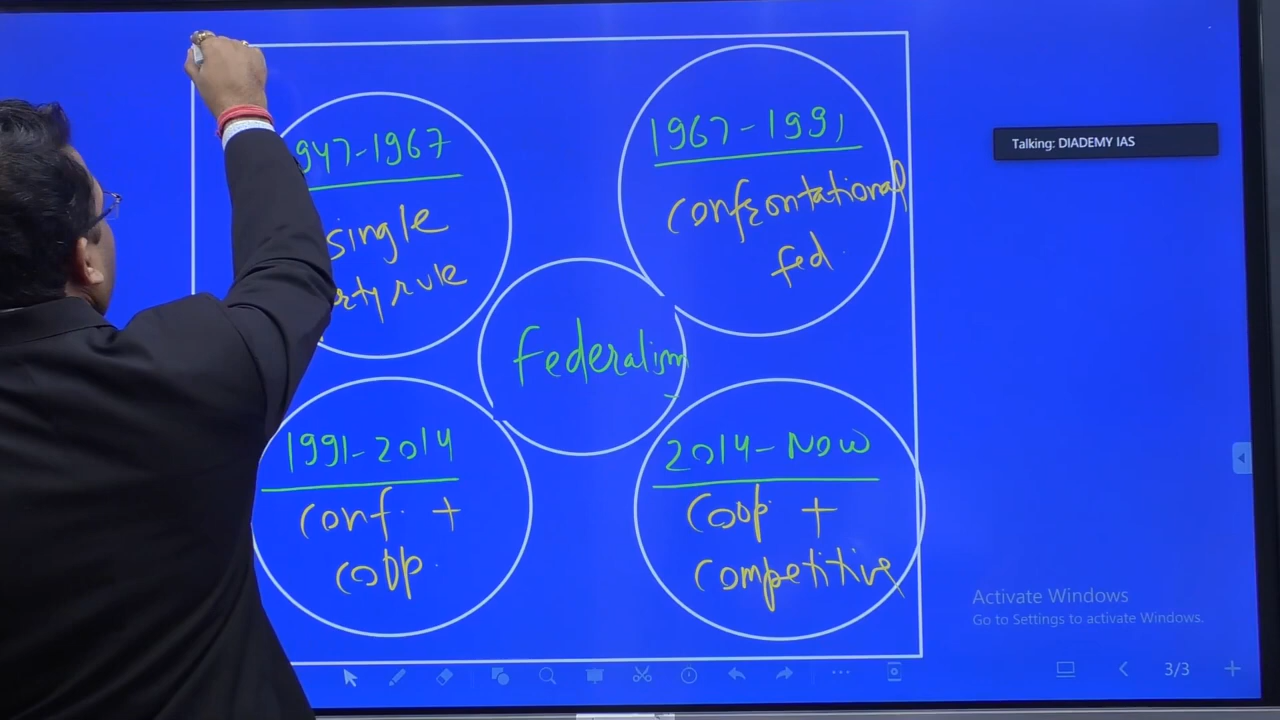 947-1967
single
rty rule
1967-1991
Confrontational
fed.
Federalism
1991-2014
Conf. +
Coop.
2014-Now
Coop. +
Competitive
Talking: DIADEMY IAS
Activate Windows
Go to Settings to activate Windows.
3/3